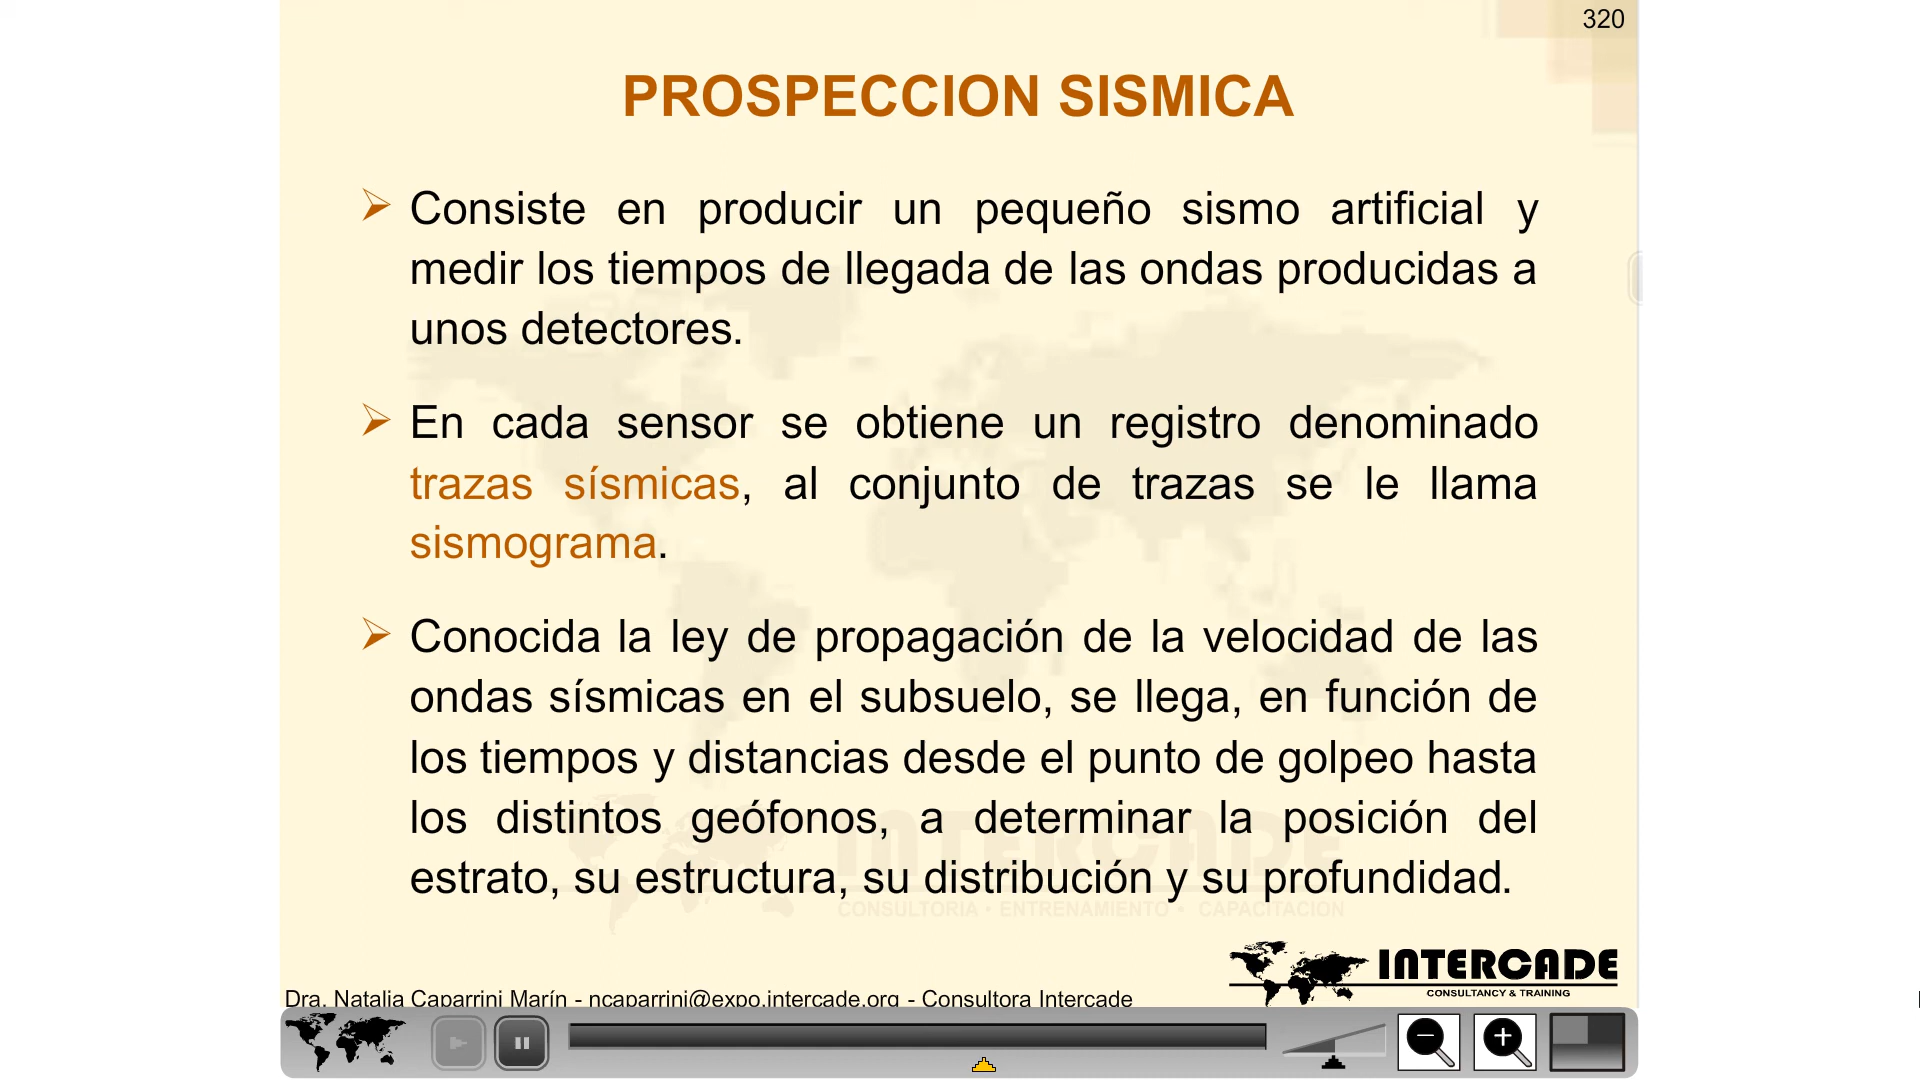 320
PROSPECCION SISMICA
Consiste en producir un pequeño sismo artificial y
medir los tiempos de llegada de las ondas producidas a
unos detectores.
En cada sensor se obtiene un registro denominado
trazas sísmicas, al conjunto de trazas se le llama
sismograma.
Conocida la ley de propagación de la velocidad de las
ondas sísmicas en el subsuelo, se llega, en función de
los tiempos y distancias desde el punto de golpeo hasta
los distintos geófonos, a determinar la posición del
estrato, su estructura, su distribución y su profundidad.
INTERCADE
CONSULTORIA • ENTRENAMIENTO • CAPACITACION
INTERCADE
CONSULTANCY & TRAINING
Dra. Natalia Caparrini Marín - ncaparrini@expo.intercade.org - Consultora Intercade